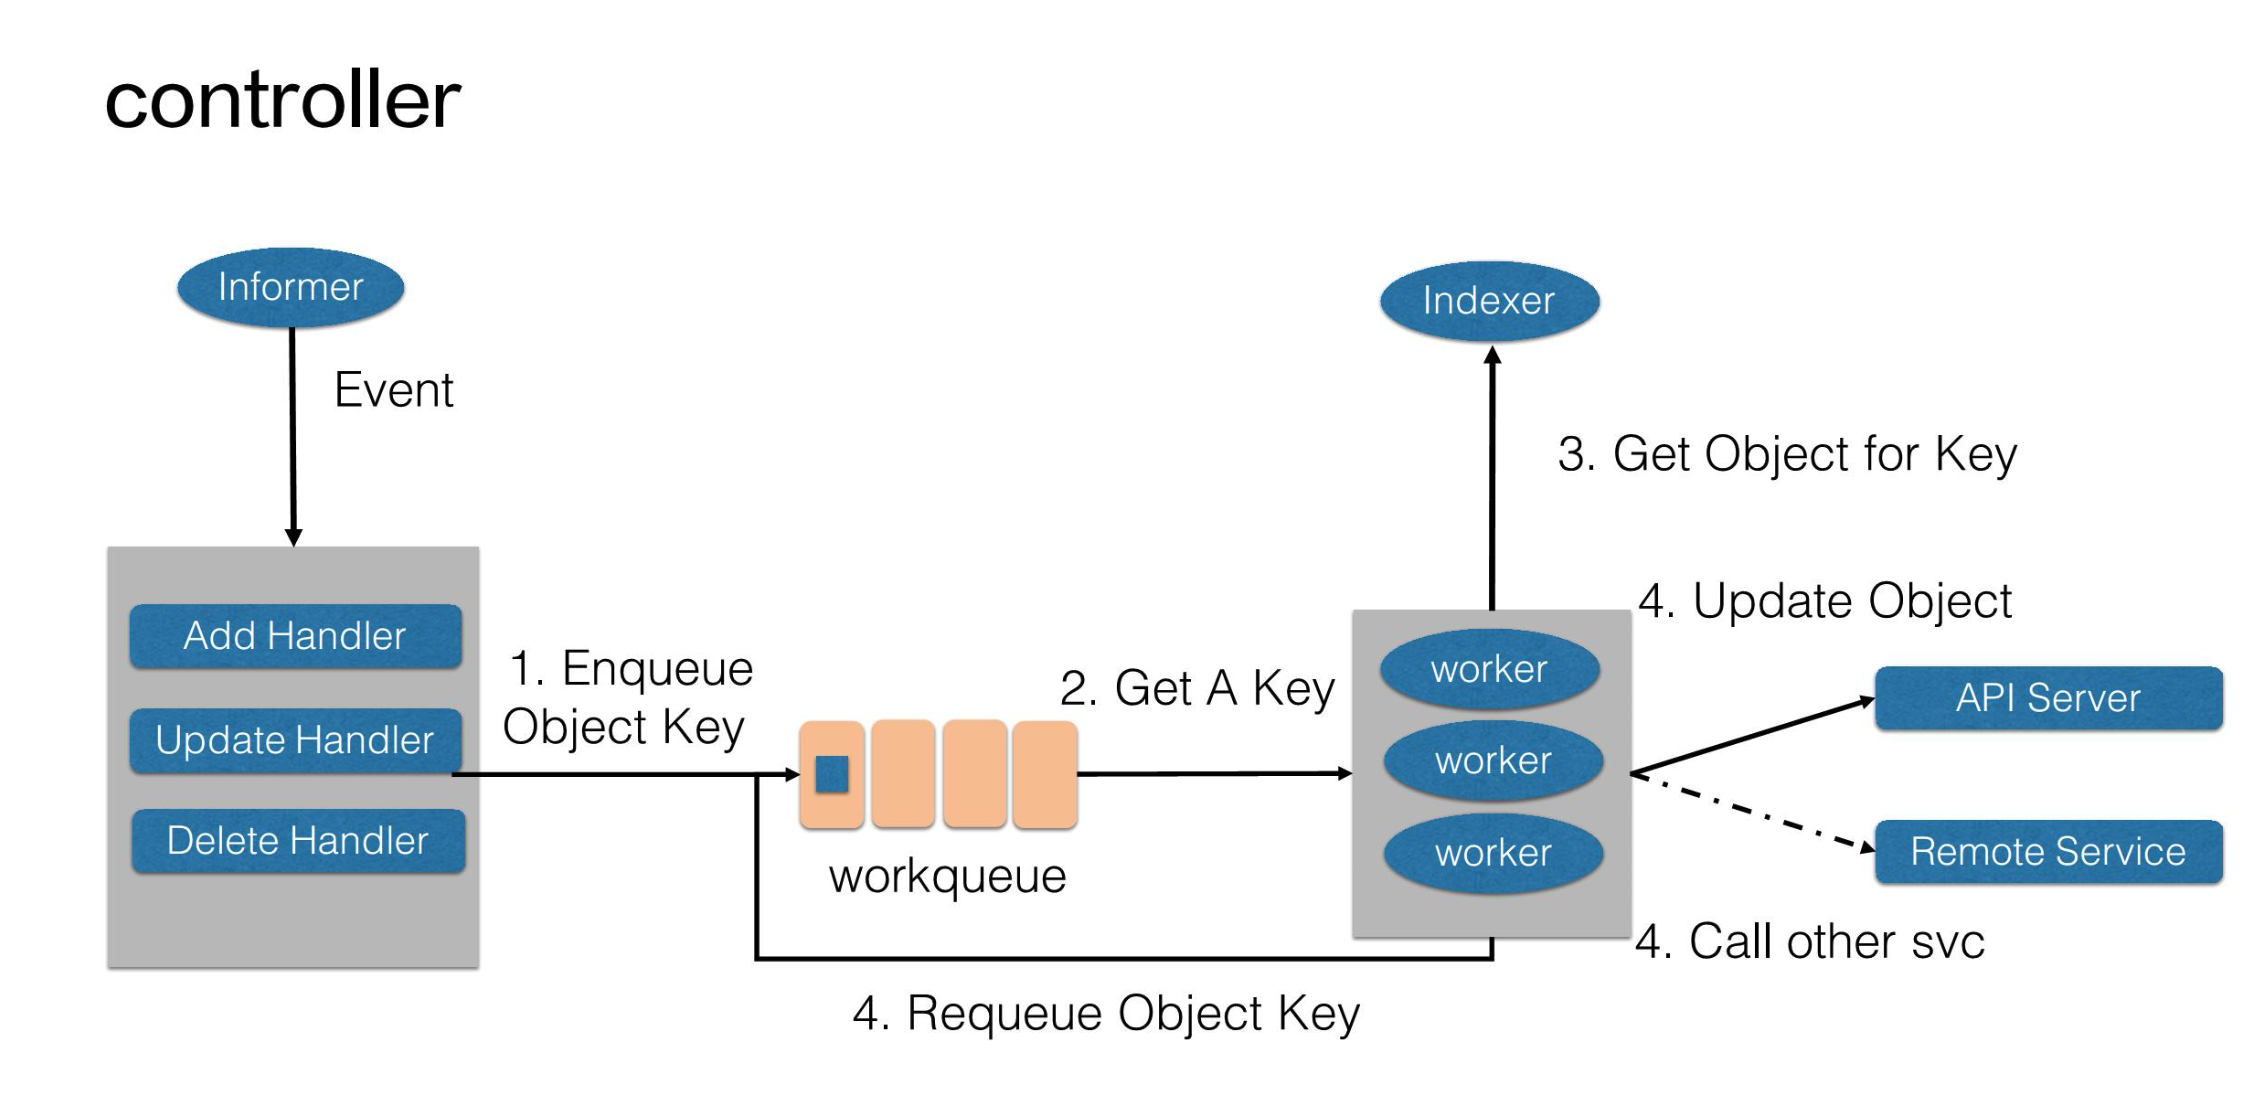 controller
Informer
Event
Add Handler
Update Handler
Delete Handler
1. Enqueue
Object Key
workqueue
2. Get A Key
Indexer
3. Get Object for Key
worker
worker
worker
4. Update Object
API Server
Remote Service
4. Call other svc
4. Requeue Object Key